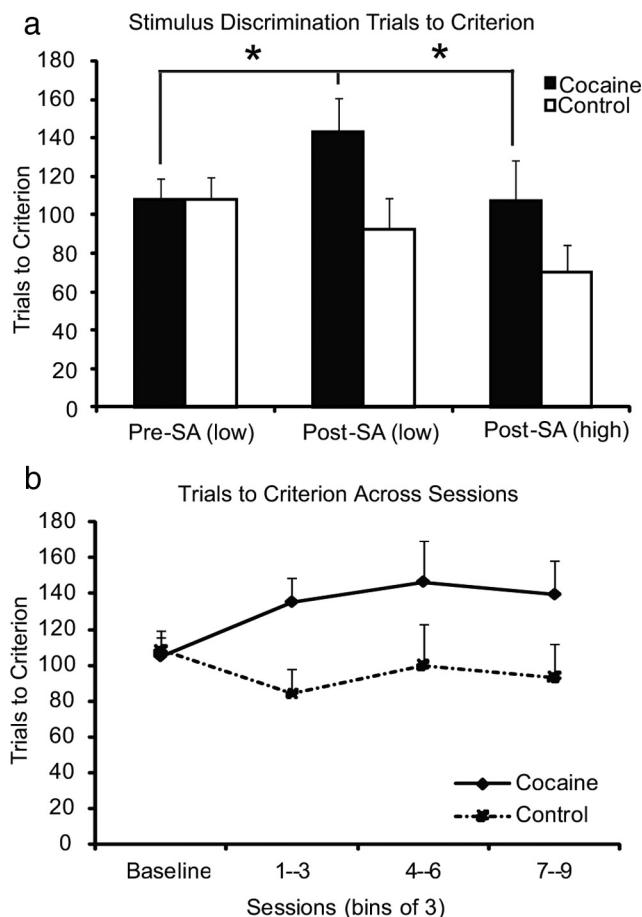 a
Stimulus Discrimination Trials to Criterion
* *
180
160
140
120
100
80
60
40
20
0
Trials to Criterion
Cocaine
Control
Pre-SA (low) Post-SA (low) Post-SA (high)
b
Trials to Criterion Across Sessions
180
160
140
120
100
80
60
40
20
0
Trials to Criterion
Cocaine
Control
Baseline 1--3 4--6 7--9
Sessions (bins of 3)